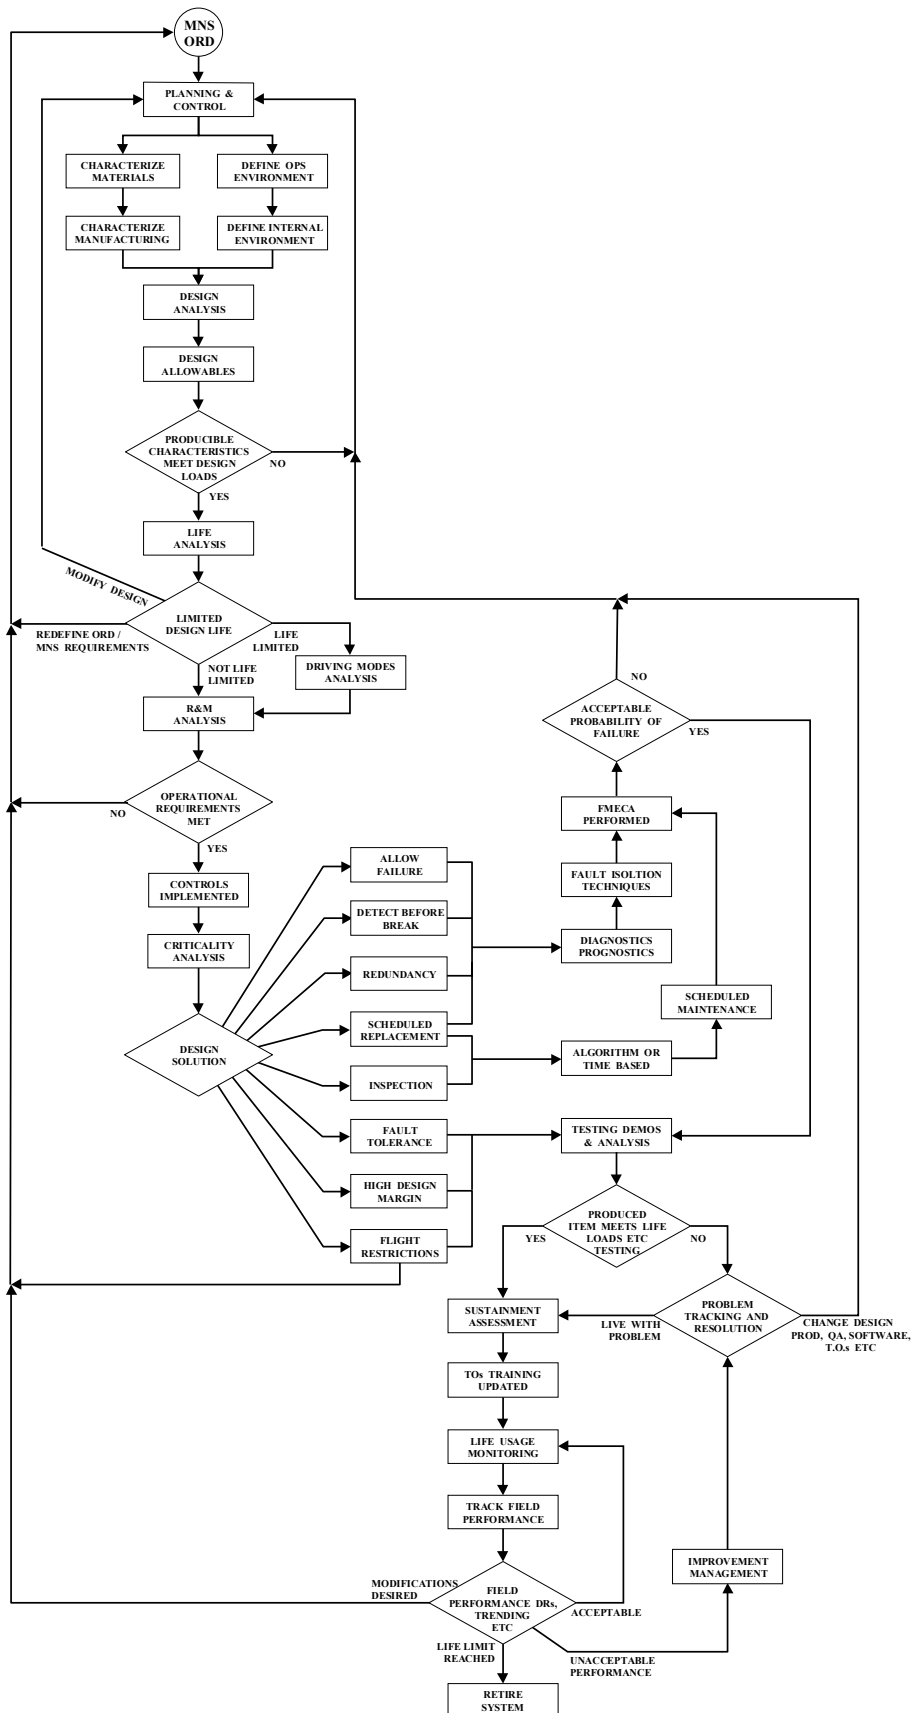 MNS
ORD
PLANNING &
CONTROL
CHARACTERIZE
MATERIALS
DEFINE OPS
ENVIRONMENT
CHARACTERIZE
MANUFACTURING
DEFINE INTERNAL
ENVIRONMENT
DESIGN
ANALYSIS
DESIGN
ALLOWABLES
PRODUCIBLE
CHARACTERISTICS
MEET DESIGN
LOADS
NO
YES
LIFE
ANALYSIS
MODIFY DESIGN
LIMITED
DESIGN LIFE
REDEFINE ORD /
MNS REQUIREMENTS
LIFE
LIMITED
NOT LIFE
LIMITED
DRIVING MODES
ANALYSIS
R&M
ANALYSIS
NO
ACCEPTABLE
PROBABILITY OF
FAILURE
YES
OPERATIONAL
REQUIREMENTS
MET
NO
YES
FMECA
PERFORMED
ALLOW
FAILURE
FAULT ISOLTION
TECHNIQUES
CONTROLS
IMPLEMENTED
DETECT BEFORE
BREAK
CRITICALITY
ANALYSIS
DIAGNOSTICS
PROGNOSTICS
REDUNDANCY
SCHEDULED
MAINTENANCE
SCHEDULED
REPLACEMENT
DESIGN
SOLUTION
ALGORITHM OR
TIME BASED
INSPECTION
FAULT
TOLERANCE
TESTING DEMOS
& ANALYSIS
HIGH DESIGN
MARGIN
PRODUCED
ITEM MEETS LIFE
LOADS ETC
TESTING
YES
NO
FLIGHT
RESTRICTIONS
SUSTAINMENT
ASSESSMENT
LIVE WITH
PROBLEM
PROBLEM
TRACKING AND
RESOLUTION
CHANGE DESIGN
PROD, QA, SOFTWARE,
T.O.s ETC
TOs TRAINING
UPDATED
LIFE USAGE
MONITORING
TRACK FIELD
PERFORMANCE
IMPROVEMENT
MANAGEMENT
MODIFICATIONS
DESIRED
FIELD
PERFORMANCE DRs,
TRENDING
ETC
ACCEPTABLE
LIFE LIMIT
REACHED
UNACCEPTABLE
PERFORMANCE
RETIRE
SYSTEM